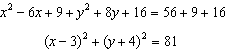 x² − 6x + 9 + y² + 8y + 16 = 56 + 9 + 16
(x − 3)² + (y + 4)² = 81